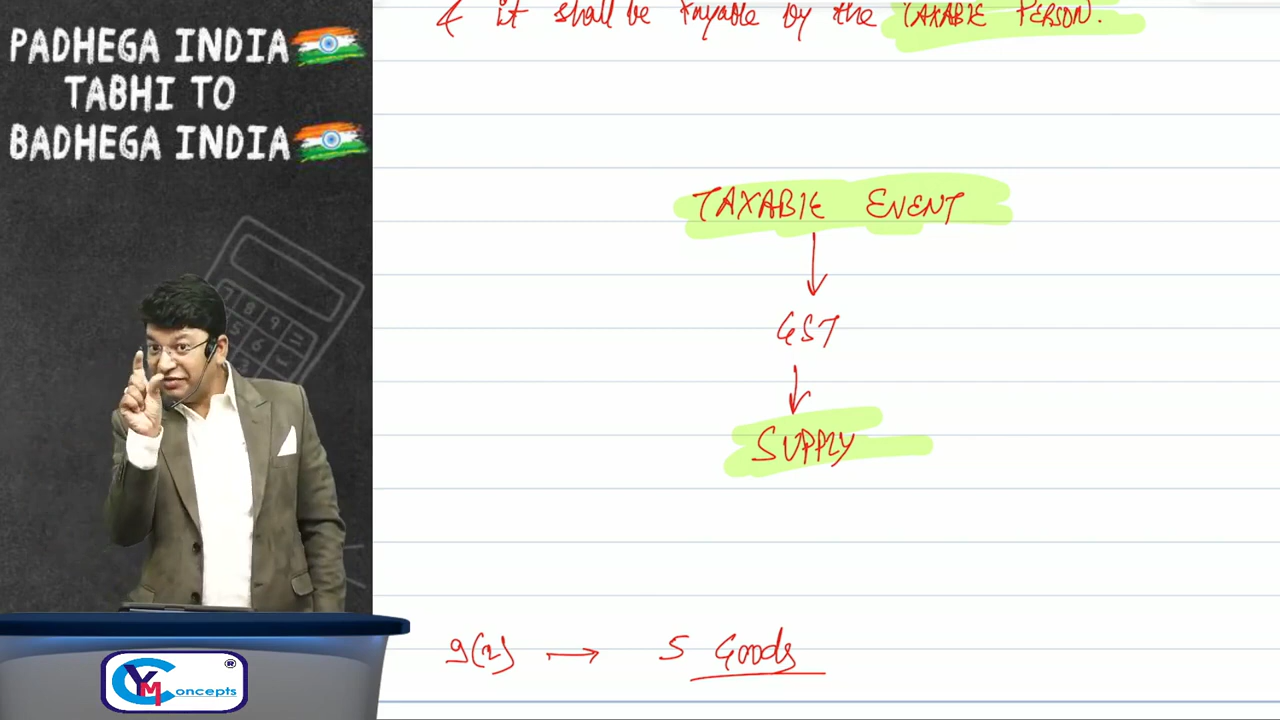 & it shall be Payable by the TAXABLE PERSON.
PADHEGA INDIA
TABHI TO
BADHEGA INDIA
TAXABLE EVENT
GST
SUPPLY
9(2) → 5 Goods
CYM Concepts ®